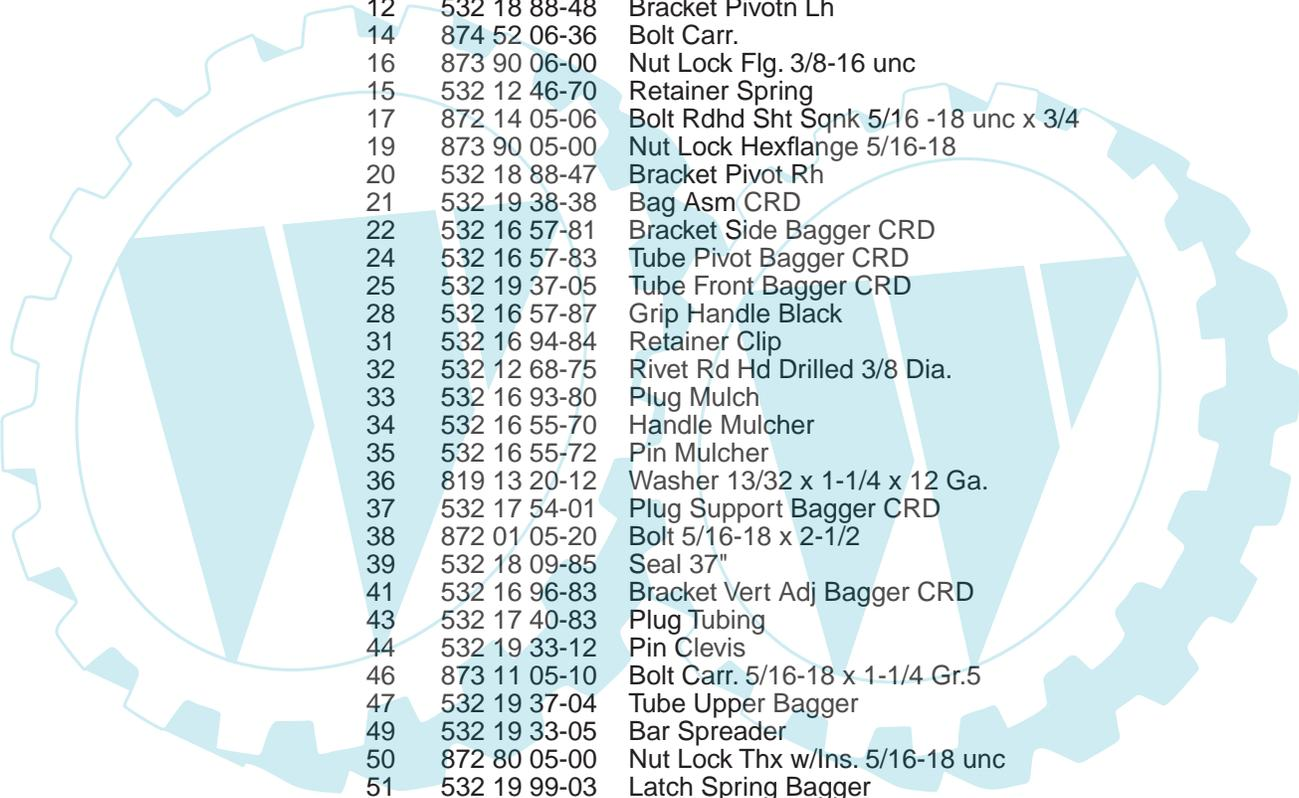 12 532 18 88-48 Bracket Pivotn Lh
14 874 52 06-36 Bolt Carr.
16 873 90 06-00 Nut Lock Flg. 3/8-16 unc
15 532 12 46-70 Retainer Spring
17 872 14 05-06 Bolt Rdhd Sht Sqnk 5/16 -18 unc x 3/4
19 873 90 05-00 Nut Lock Hexflange 5/16-18
20 532 18 88-47 Bracket Pivot Rh
21 532 19 38-38 Bag Asm CRD
22 532 16 57-81 Bracket Side Bagger CRD
24 532 16 57-83 Tube Pivot Bagger CRD
25 532 19 37-05 Tube Front Bagger CRD
28 532 16 57-87 Grip Handle Black
31 532 16 94-84 Retainer Clip
32 532 12 68-75 Rivet Rd Hd Drilled 3/8 Dia.
33 532 16 93-80 Plug Mulch
34 532 16 55-70 Handle Mulcher
35 532 16 55-72 Pin Mulcher
36 819 13 20-12 Washer 13/32 x 1-1/4 x 12 Ga.
37 532 17 54-01 Plug Support Bagger CRD
38 872 01 05-20 Bolt 5/16-18 x 2-1/2
39 532 18 09-85 Seal 37"
41 532 16 96-83 Bracket Vert Adj Bagger CRD
43 532 17 40-83 Plug Tubing
44 532 19 33-12 Pin Clevis
46 873 11 05-10 Bolt Carr. 5/16-18 x 1-1/4 Gr.5
47 532 19 37-04 Tube Upper Bagger
49 532 19 33-05 Bar Spreader
50 872 80 05-00 Nut Lock Thx w/Ins. 5/16-18 unc
51 532 19 99-03 Latch Spring Bagger